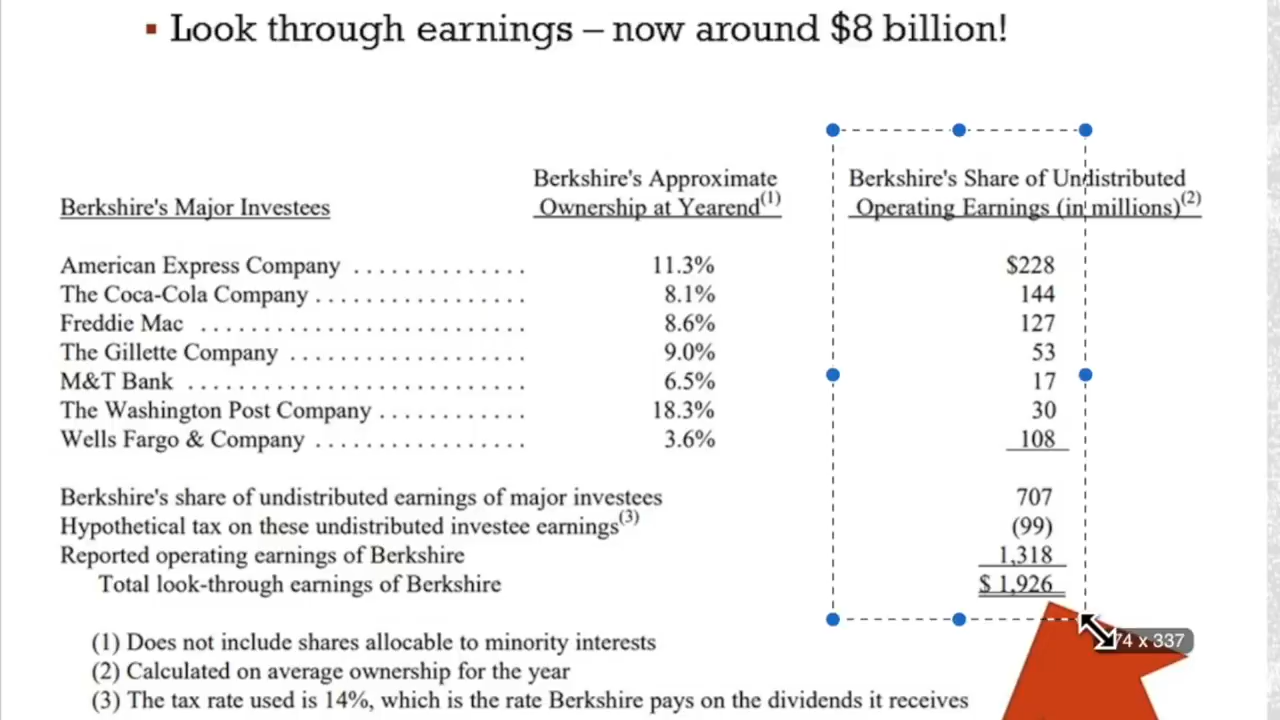 ▪ Look through earnings – now around $8 billion!
Berkshire's Approximate Berkshire's Share of Undistributed
Berkshire's Major Investees Ownership at Yearend(1) Operating Earnings (in millions)(2)
American Express Company . . . . . . . . . . . . . . 11.3% $228
The Coca-Cola Company . . . . . . . . . . . . . . . . . 8.1% 144
Freddie Mac . . . . . . . . . . . . . . . . . . . . . . . . . . 8.6% 127
The Gillette Company . . . . . . . . . . . . . . . . . . . 9.0% 53
M&T Bank . . . . . . . . . . . . . . . . . . . . . . . . . . . 6.5% 17
The Washington Post Company . . . . . . . . . . . . 18.3% 30
Wells Fargo & Company . . . . . . . . . . . . . . . . . 3.6% 108
Berkshire's share of undistributed earnings of major investees 707
Hypothetical tax on these undistributed investee earnings(3) (99)
Reported operating earnings of Berkshire 1,318
Total look-through earnings of Berkshire $ 1,926
(1) Does not include shares allocable to minority interests
74 x 337
(2) Calculated on average ownership for the year
(3) The tax rate used is 14%, which is the rate Berkshire pays on the dividends it receives